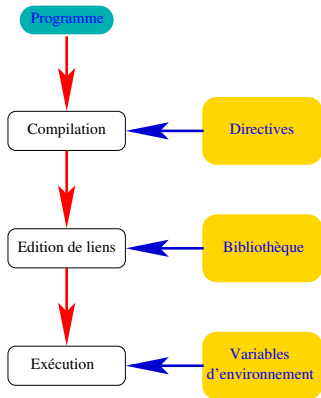 Programme
Compilation
Directives
Edition de liens
Bibliothèque
Exécution
Variables
d'environnement